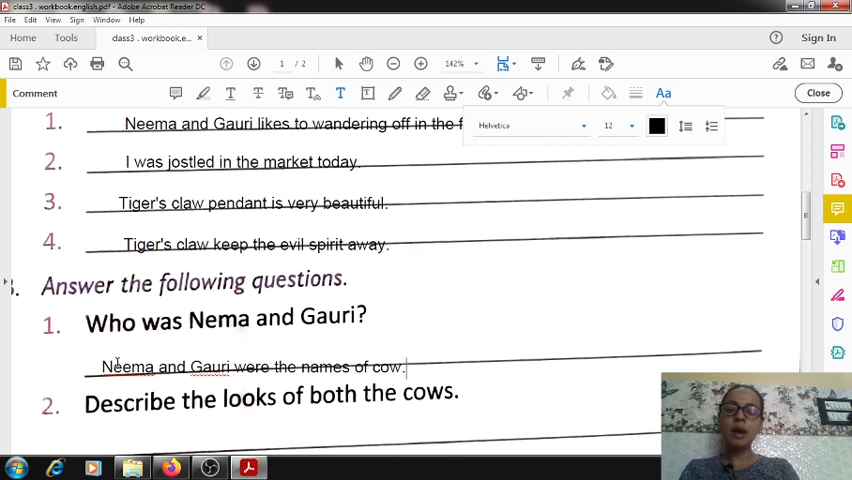 class3 . workbook.english.pdf - Adobe Acrobat Reader DC
File Edit View Sign Window Help
Home Tools class3 . workbook.e... × Sign In
1 / 2 142%
Comment Close
Helvetica 12
Aa
1. Neema and Gauri likes to wandering off in the f
2. I was jostled in the market today.
3. Tiger's claw pendant is very beautiful.
4. Tiger's claw keep the evil spirit away.
Answer the following questions.
1. Who was Nema and Gauri?
Neema and Gauri were the names of cow.
2. Describe the looks of both the cows.